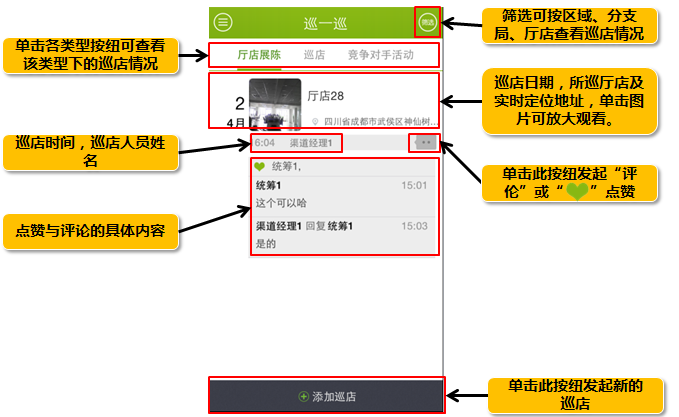 巡一巡
筛选
筛选可按区域、分支
局、厅店查看巡店情况
单击各类型按钮可查看
该类型下的巡店情况
厅店展陈 巡店 竞争对手活动
2
4月
厅店28
四川省成都市武侯区神仙树...
巡店日期，所巡厅店及
实时定位地址，单击图
片可放大观看。
巡店时间，巡店人员姓
名
6:04 渠道经理1
单击此按钮发起“评
伦”或“ ”点赞
统筹1,
统筹1 15:01
这个可以哈
渠道经理1 回复 统筹1 15:03
是的
点赞与评论的具体内容
添加巡店
单击此按纽发起新的
巡店